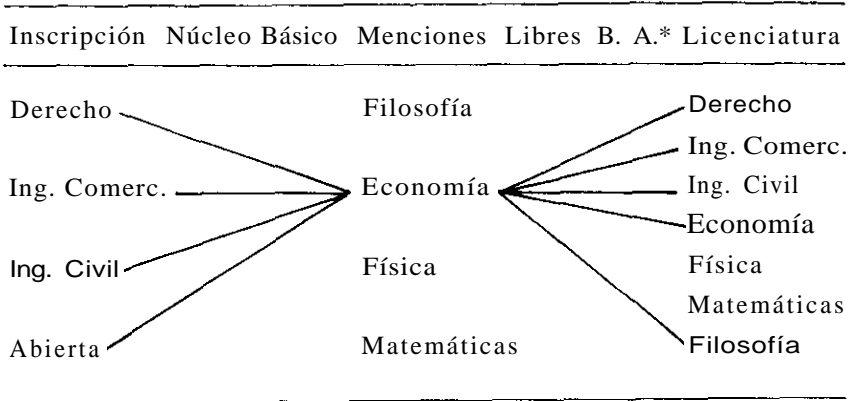 Inscripción Núcleo Básico Menciones Libres B. A.* Licenciatura
Derecho Filosofía Derecho
Ing. Comerc.
Ing. Comerc. Economía Ing. Civil
Economía
Ing. Civil Física Física
Matemáticas
Abierta Matemáticas Filosofía